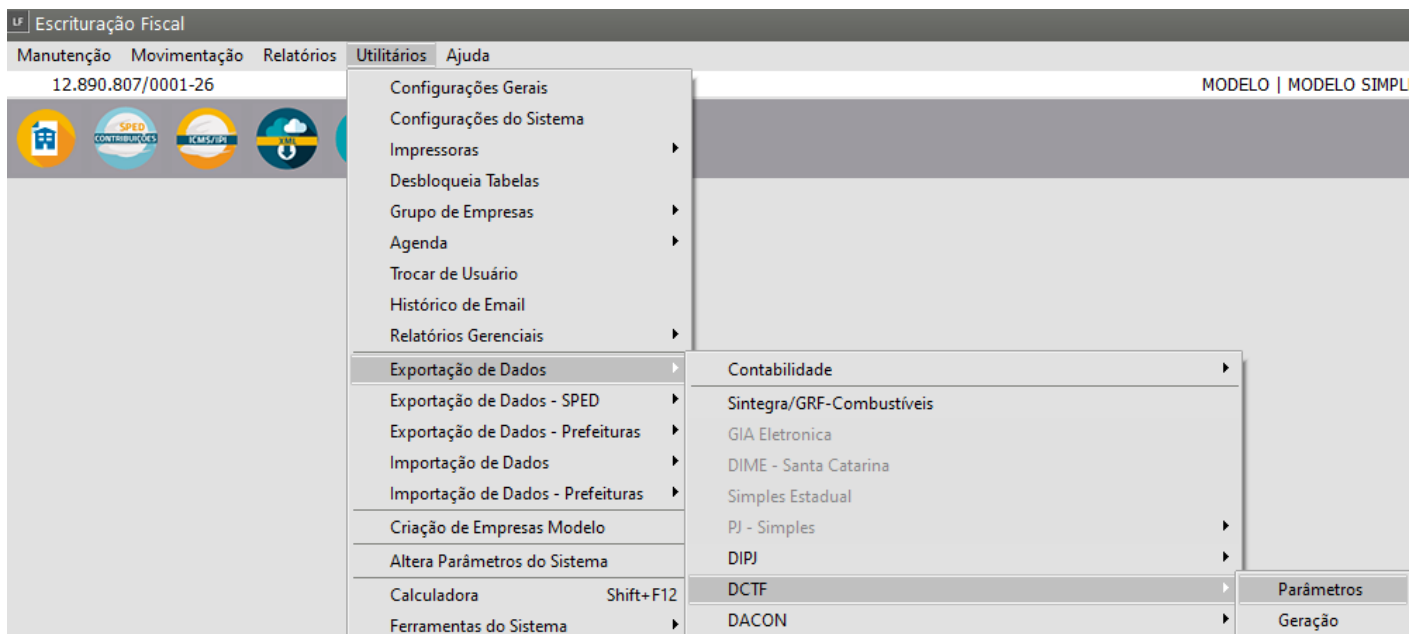 LF Escrituração Fiscal
Manutenção Movimentação Relatórios Utilitários Ajuda
12.890.807/0001-26
MODELO | MODELO SIMPL
SPED
CONTRIBUIÇÕES
ICMS/IPI
XML
Configurações Gerais
Configurações do Sistema
Impressoras
Desbloqueia Tabelas
Grupo de Empresas
Agenda
Trocar de Usuário
Histórico de Email
Relatórios Gerenciais
Exportação de Dados
Exportação de Dados - SPED
Exportação de Dados - Prefeituras
Importação de Dados
Importação de Dados - Prefeituras
Criação de Empresas Modelo
Altera Parâmetros do Sistema
Calculadora Shift+F12
Ferramentas do Sistema
Contabilidade
Sintegra/GRF-Combustíveis
GIA Eletronica
DIME - Santa Catarina
Simples Estadual
PJ - Simples
DIPJ
DCTF
DACON
Parâmetros
Geração